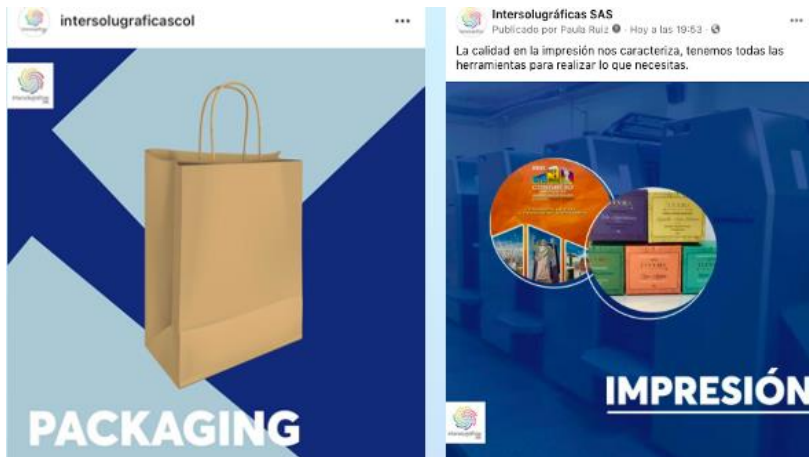 intersolugraficascol
PACKAGING
Intersolugráficas SAS
Publicado por Paula Ruiz · Hoy a las 19:53 ·
La calidad en la impresión nos caracteriza, tenemos todas las
herramientas para realizar lo que necesitas.
IMPRESIÓN